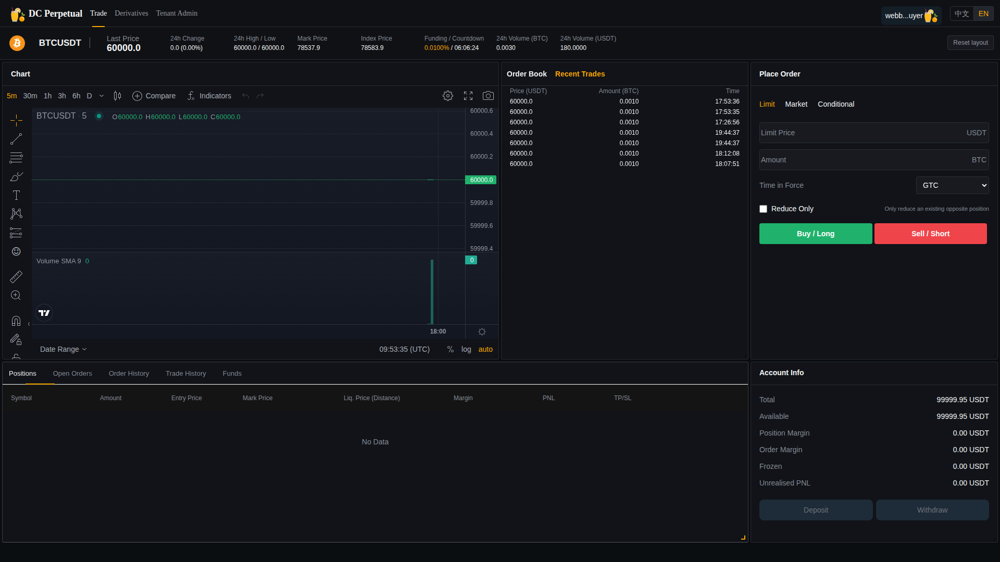 DC Perpetual Trade Derivatives Tenant Admin
webb...uyer 中文 EN
BTCUSDT
Last Price 24h Change 24h High / Low Mark Price Index Price Funding / Countdown 24h Volume (BTC) 24h Volume (USDT)
60000.0 0.0 (0.00%) 60000.0 / 60000.0 78537.9 78583.9 0.0100% / 06:06:24 0.0030 180.0000
Reset layout
Chart
5m 30m 1h 3h 6h D Compare Indicators
BTCUSDT · 5 O60000.0 H60000.0 L60000.0 C60000.0
60000.6
60000.4
60000.2
60000.0
59999.8
59999.6
59999.4
Volume SMA 9 0
0
18:00
Date Range 09:53:35 (UTC) % log auto
Order Book Recent Trades
Price (USDT) Amount (BTC) Time
60000.0 0.0010 17:53:36
60000.0 0.0010 17:53:35
60000.0 0.0010 17:26:56
60000.0 0.0010 19:44:37
60000.0 0.0010 19:44:37
60000.0 0.0010 18:12:08
60000.0 0.0010 18:07:51
Place Order
Limit Market Conditional
Limit Price USDT
Amount BTC
Time in Force GTC
Reduce Only Only reduce an existing opposite position
Buy / Long Sell / Short
Positions Open Orders Order History Trade History Funds
Symbol Amount Entry Price Mark Price Liq. Price (Distance) Margin PNL TP/SL
No Data
Account Info
Total 99999.95 USDT
Available 99999.95 USDT
Position Margin 0.00 USDT
Order Margin 0.00 USDT
Frozen 0.00 USDT
Unrealised PNL 0.00 USDT
Deposit Withdraw